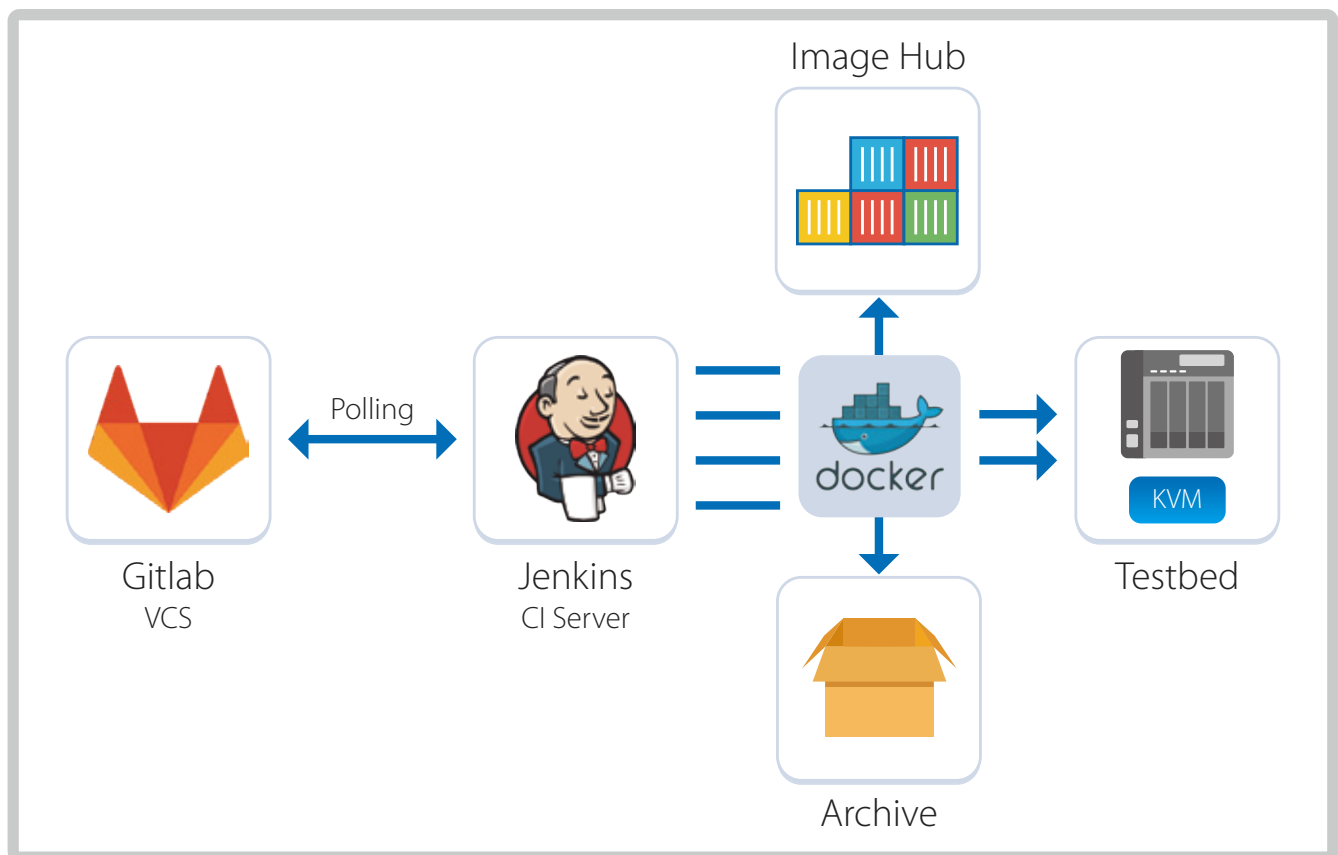 Image Hub
Polling
docker
KVM
Gitlab
VCS
Jenkins
CI Server
Testbed
Archive